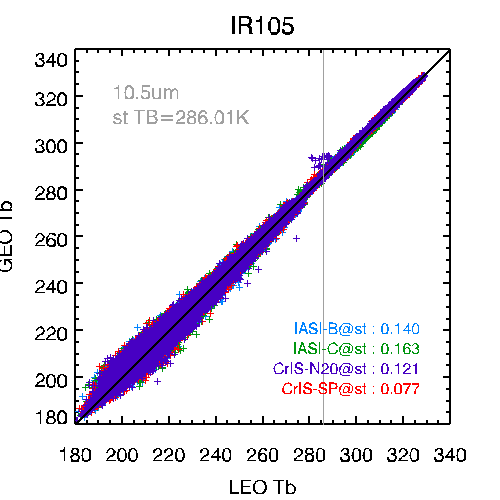 IR105
340
320
300
280
260
240
220
200
180
GEO Tb
10.5um
st TB=286.01K
IASI-B@st : 0.140
IASI-C@st : 0.163
CrIS-N20@st : 0.121
CrIS-SP@st : 0.077
180 200 220 240 260 280 300 320 340
LEO Tb